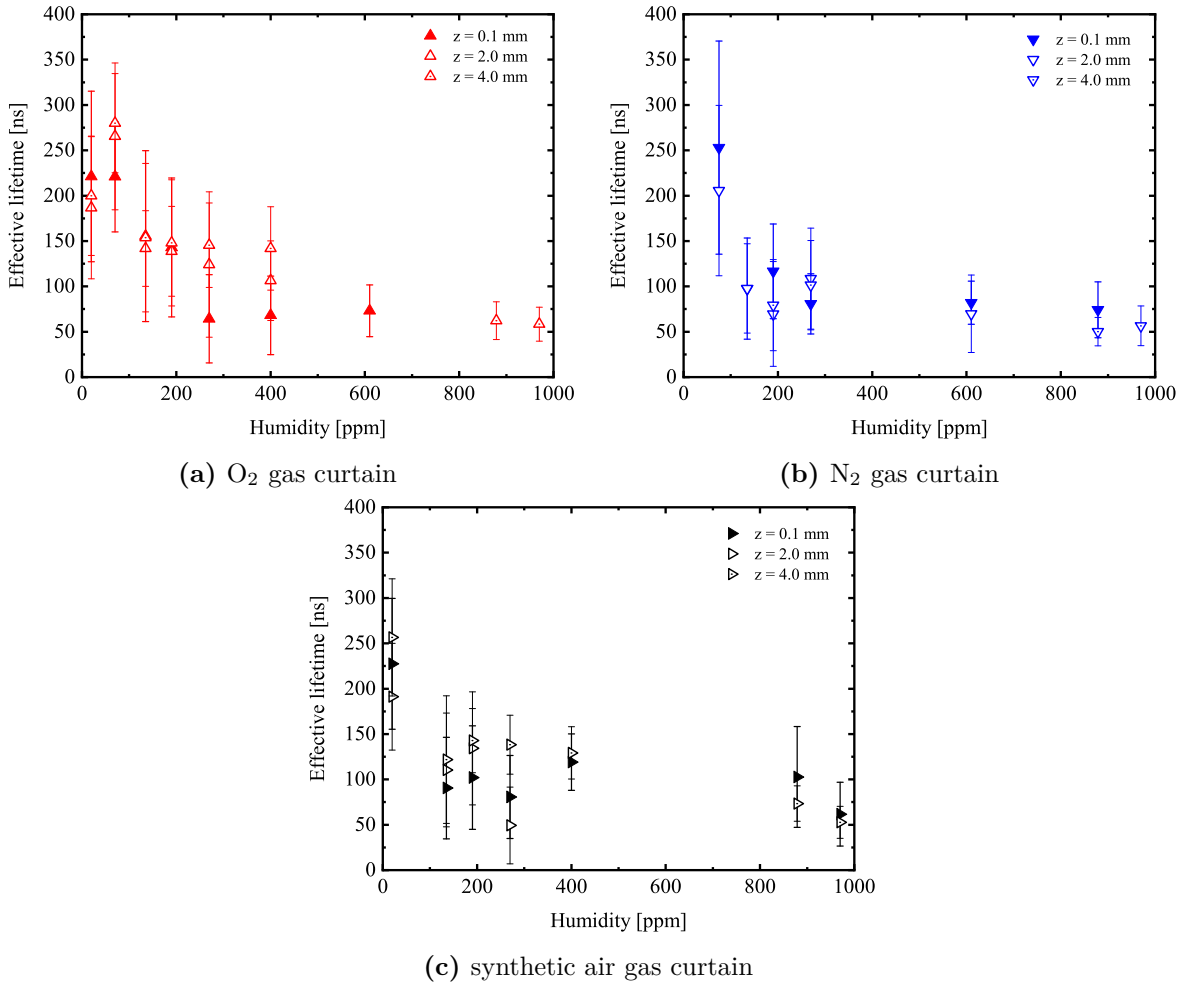 400
350
300
250
200
150
100
50
0
Effective lifetime [ns]
z = 0.1 mm
z = 2.0 mm
z = 4.0 mm
0 200 400 600 800 1000
Humidity [ppm]
(a) O₂ gas curtain
400
350
300
250
200
150
100
50
0
Effective lifetime [ns]
z = 0.1 mm
z = 2.0 mm
z = 4.0 mm
0 200 400 600 800 1000
Humidity [ppm]
(b) N₂ gas curtain
400
350
300
250
200
150
100
50
0
Effective lifetime [ns]
z = 0.1 mm
z = 2.0 mm
z = 4.0 mm
0 200 400 600 800 1000
Humidity [ppm]
(c) synthetic air gas curtain